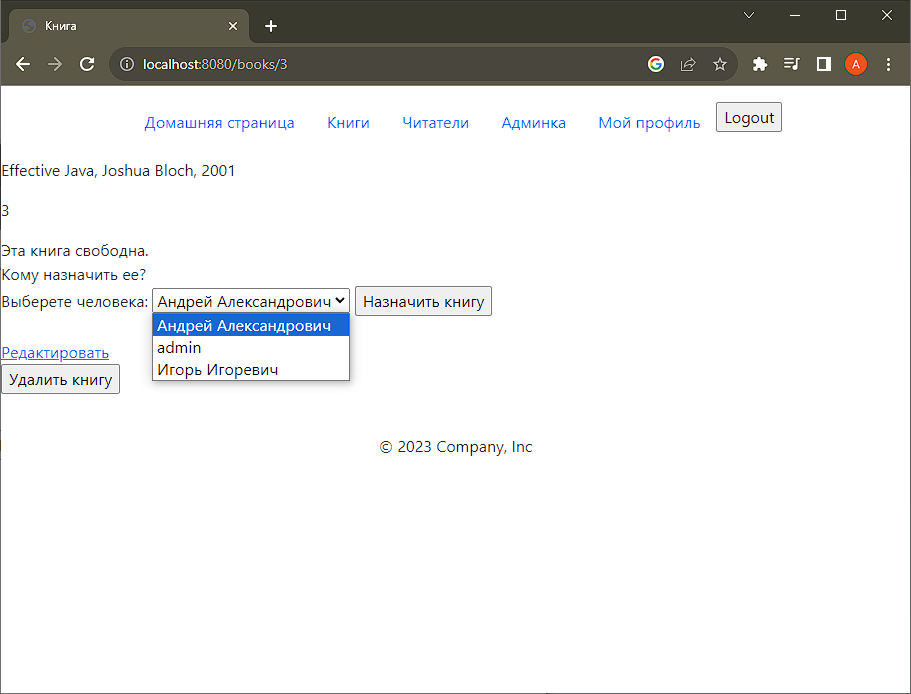 Книга
localhost:8080/books/3
A
Домашняя страница Книги Читатели Админка Мой профиль Logout
Effective Java, Joshua Bloch, 2001
3
Эта книга свободна.
Кому назначить ее?
Выберете человека: Андрей Александрович Назначить книгу
Андрей Александрович
admin
Игорь Игоревич
Редактировать
Удалить книгу
© 2023 Company, Inc